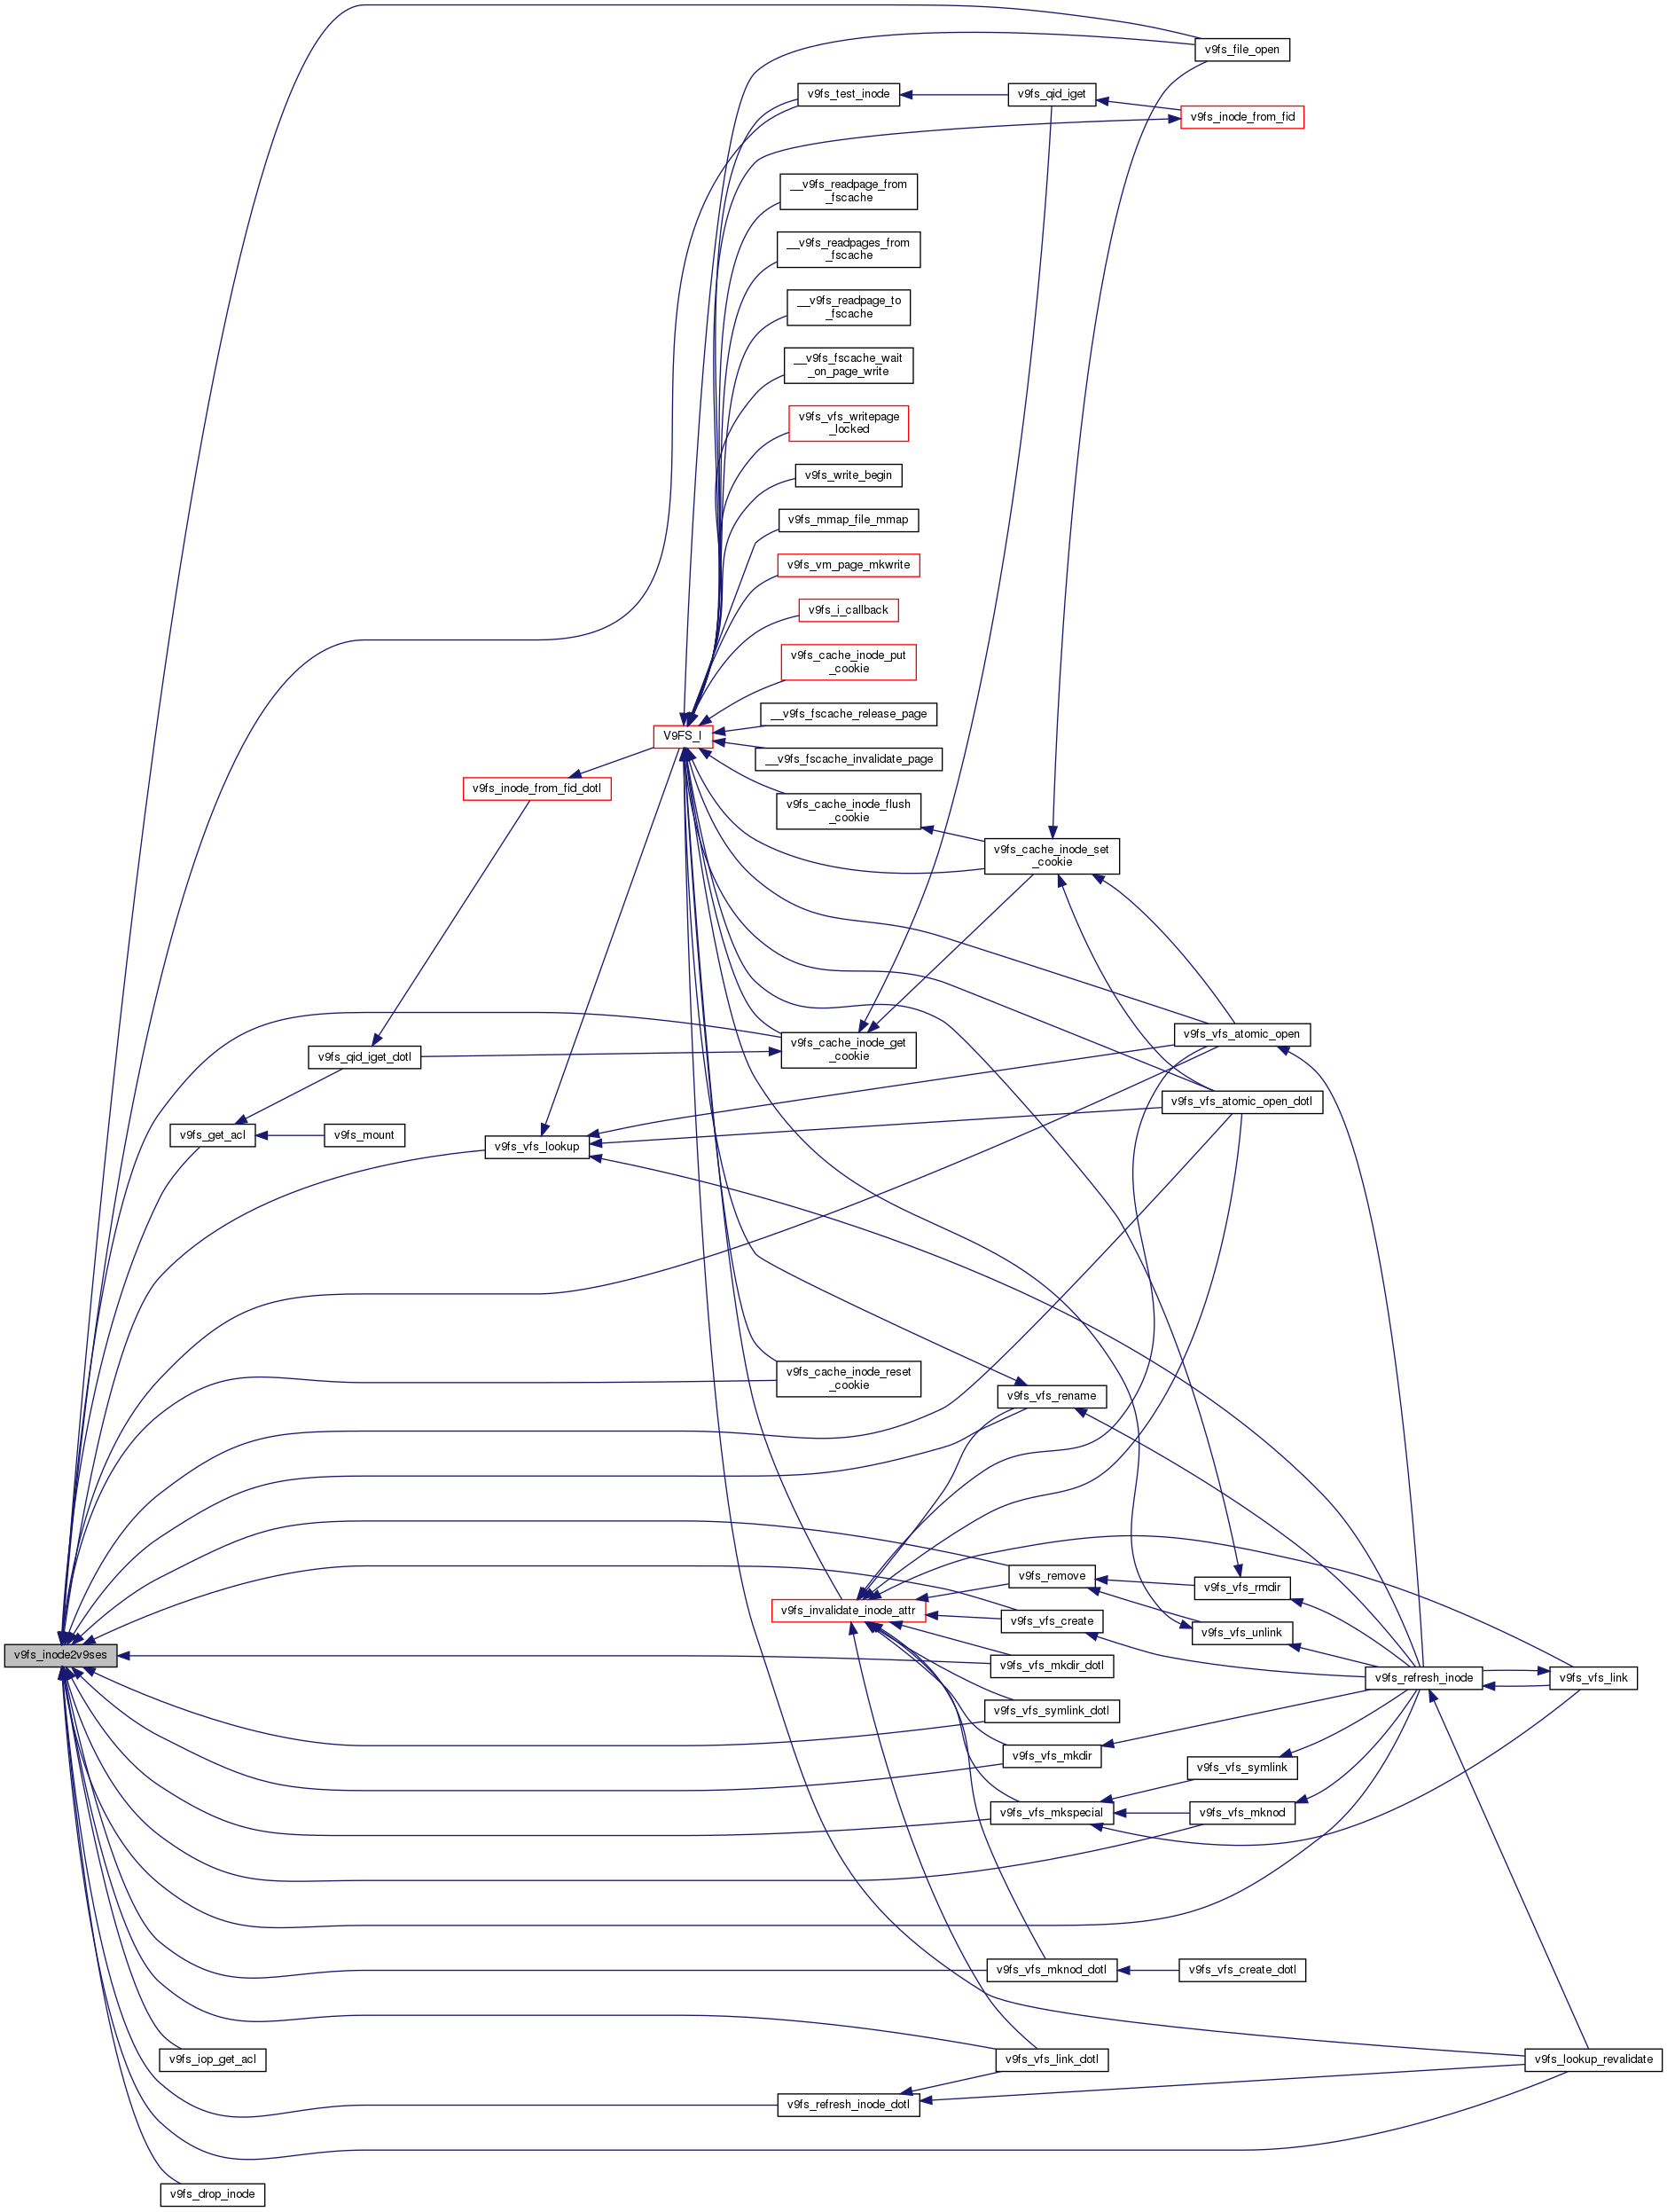 v9fs_file_open
v9fs_test_inode
v9fs_qid_iget
v9fs_inode_from_fid
__v9fs_readpage_from
_fscache
__v9fs_readpages_from
_fscache
__v9fs_readpage_to
_fscache
__v9fs_fscache_wait
_on_page_write
v9fs_vfs_writepage
_locked
v9fs_write_begin
v9fs_mmap_file_mmap
v9fs_vm_page_mkwrite
v9fs_i_callback
v9fs_cache_inode_put
_cookie
__v9fs_fscache_release_page
V9FS_I
__v9fs_fscache_invalidate_page
v9fs_inode_from_fid_dotl
v9fs_cache_inode_flush
_cookie
v9fs_cache_inode_set
_cookie
v9fs_vfs_atomic_open
v9fs_cache_inode_get
_cookie
v9fs_qid_iget_dotl
v9fs_vfs_atomic_open_dotl
v9fs_get_acl
v9fs_mount
v9fs_vfs_lookup
v9fs_cache_inode_reset
_cookie
v9fs_vfs_rename
v9fs_remove
v9fs_vfs_rmdir
v9fs_invalidate_inode_attr
v9fs_vfs_create
v9fs_vfs_unlink
v9fs_inode2v9ses
v9fs_vfs_mkdir_dotl
v9fs_refresh_inode
v9fs_vfs_link
v9fs_vfs_symlink_dotl
v9fs_vfs_mkdir
v9fs_vfs_symlink
v9fs_vfs_mkspecial
v9fs_vfs_mknod
v9fs_vfs_mknod_dotl
v9fs_vfs_create_dotl
v9fs_iop_get_acl
v9fs_vfs_link_dotl
v9fs_lookup_revalidate
v9fs_refresh_inode_dotl
v9fs_drop_inode